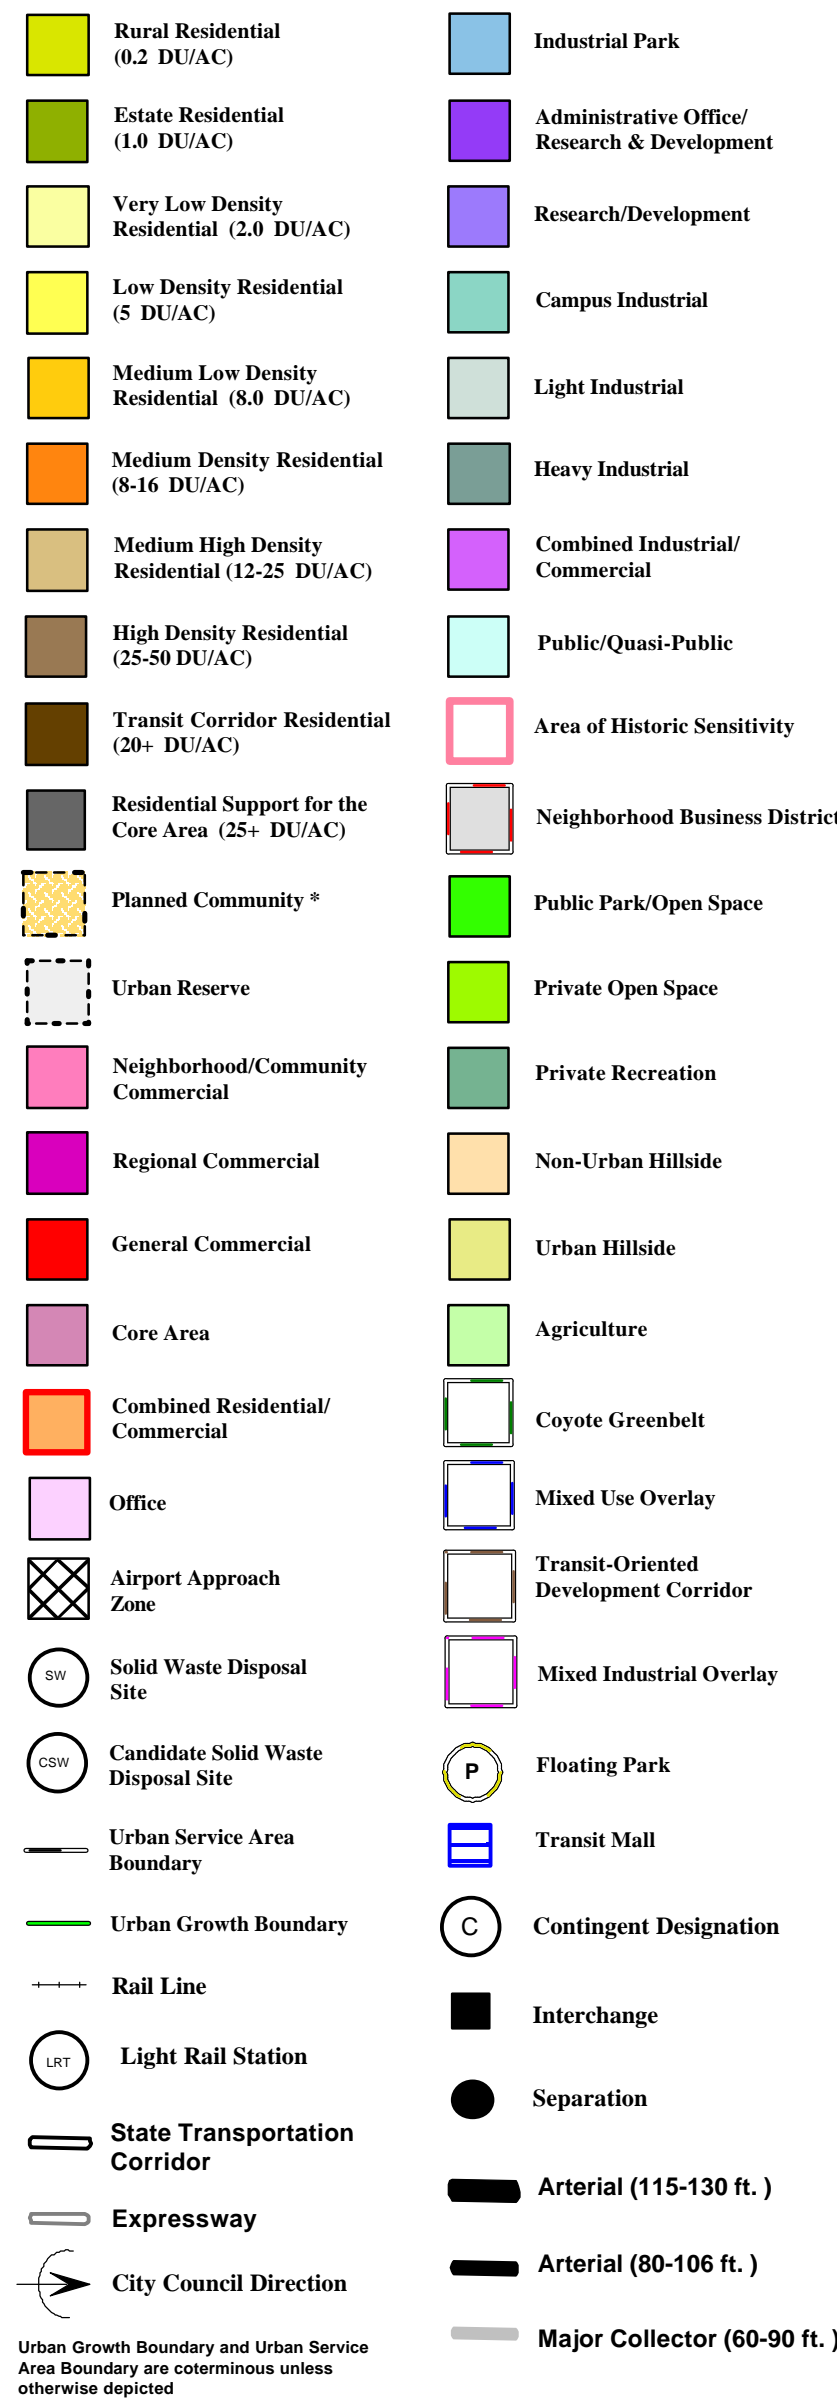 Rural Residential
(0.2 DU/AC)
Estate Residential
(1.0 DU/AC)
Very Low Density
Residential (2.0 DU/AC)
Low Density Residential
(5 DU/AC)
Medium Low Density
Residential (8.0 DU/AC)
Medium Density Residential
(8-16 DU/AC)
Medium High Density
Residential (12-25 DU/AC)
High Density Residential
(25-50 DU/AC)
Transit Corridor Residential
(20+ DU/AC)
Residential Support for the
Core Area (25+ DU/AC)
Planned Community *
Urban Reserve
Neighborhood/Community
Commercial
Regional Commercial
General Commercial
Core Area
Combined Residential/
Commercial
Office
Airport Approach
Zone
SW
Solid Waste Disposal
Site
CSW
Candidate Solid Waste
Disposal Site
Urban Service Area
Boundary
Urban Growth Boundary
Rail Line
LRT
Light Rail Station
State Transportation
Corridor
Expressway
City Council Direction
Urban Growth Boundary and Urban Service
Area Boundary are coterminous unless
otherwise depicted
Industrial Park
Administrative Office/
Research & Development
Research/Development
Campus Industrial
Light Industrial
Heavy Industrial
Combined Industrial/
Commercial
Public/Quasi-Public
Area of Historic Sensitivity
Neighborhood Business District
Public Park/Open Space
Private Open Space
Private Recreation
Non-Urban Hillside
Urban Hillside
Agriculture
Coyote Greenbelt
Mixed Use Overlay
Transit-Oriented
Development Corridor
Mixed Industrial Overlay
P
Floating Park
Transit Mall
C
Contingent Designation
Interchange
Separation
Arterial (115-130 ft. )
Arterial (80-106 ft. )
Major Collector (60-90 ft. )